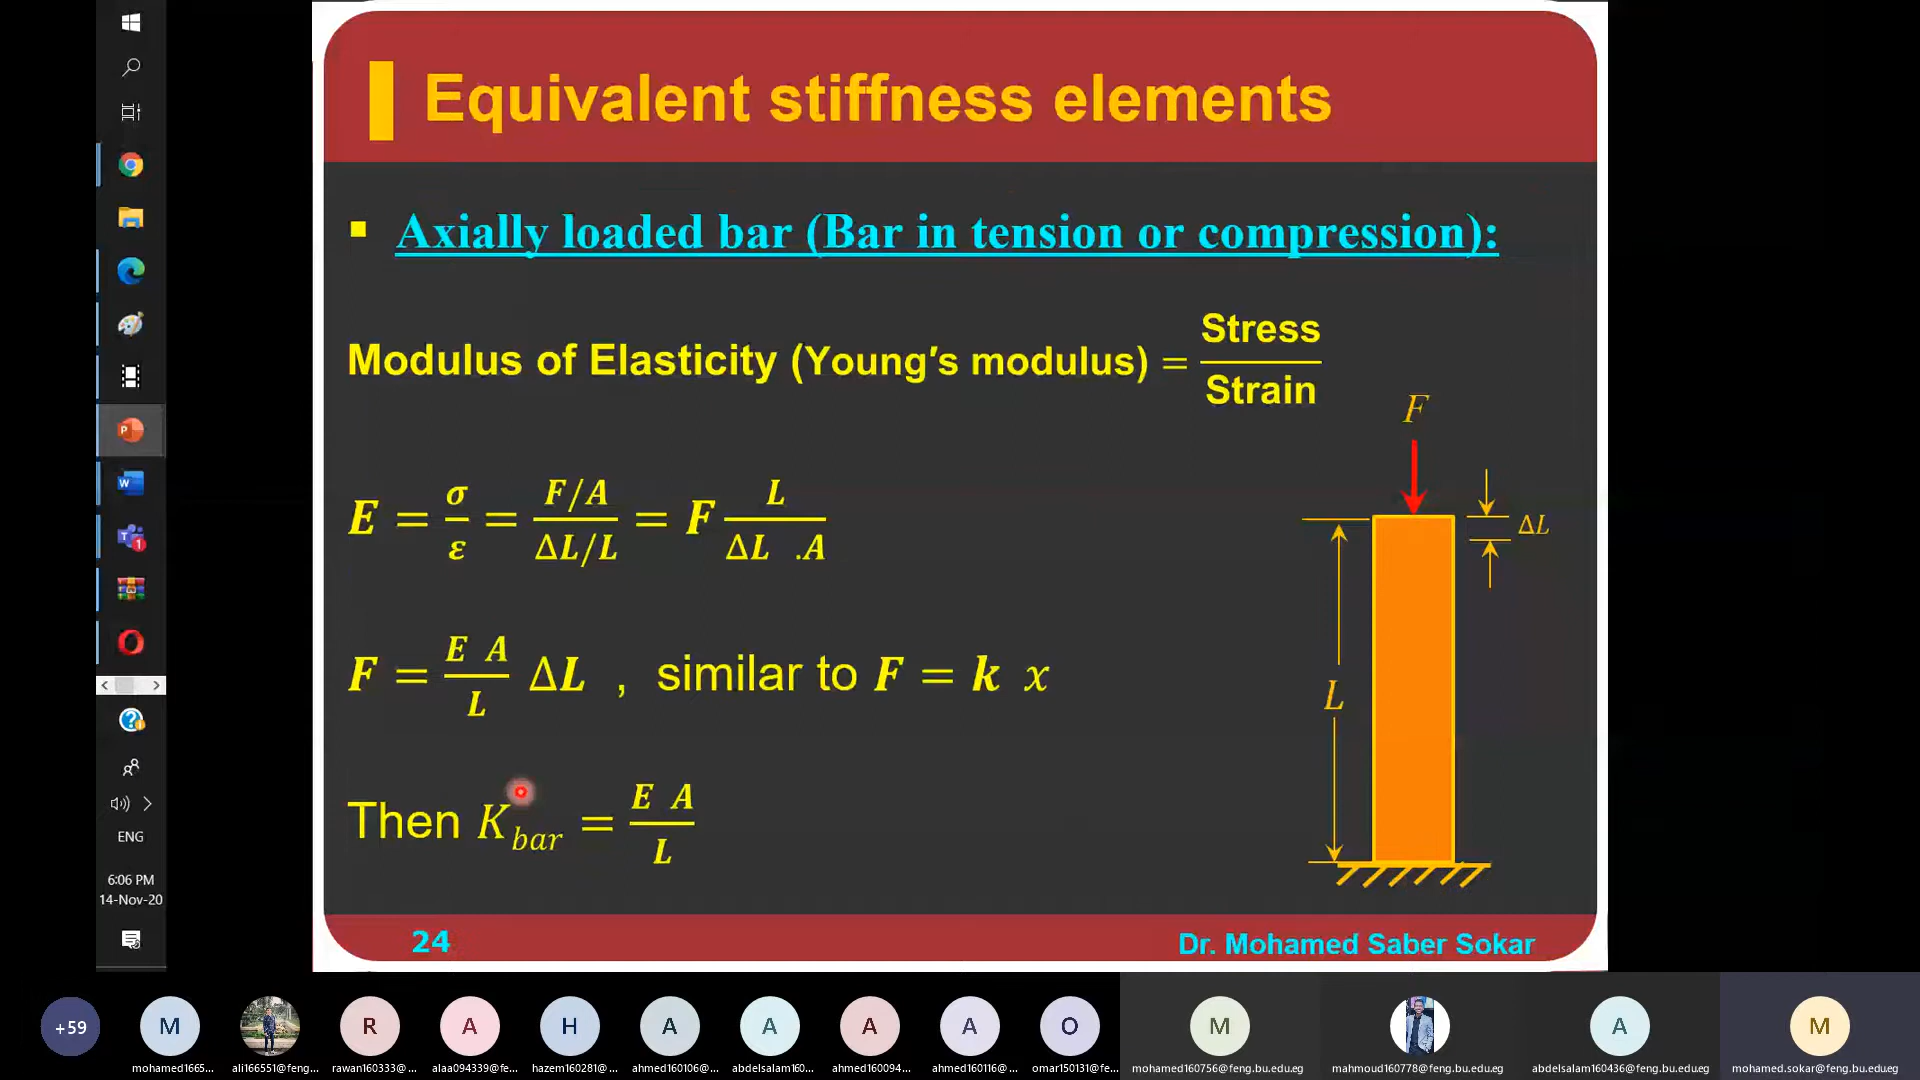 Equivalent stiffness elements
Axially loaded bar (Bar in tension or compression):
Modulus of Elasticity (Young's modulus) = Stress / Strain
E = σ/ε = (F/A)/(ΔL/L) = F L/(ΔL .A)
F = (E A)/L ΔL , similar to F = k x
Then K_bar = (E A)/L
F
ΔL
L
24
Dr. Mohamed Saber Sokar
ENG
6:06 PM
14-Nov-20
+59
M
R
A
H
A
A
A
A
O
M
A
M
mohamed1665...
ali166551@feng...
rawan160333@...
alaa094339@fe...
hazem160281@...
ahmed160106@...
abdelsalam160...
ahmed160094...
ahmed160116@...
omar150131@fe...
mohamed160756@feng.bu.edu.eg
mahmoud160778@feng.bu.edu.eg
abdelsalam160436@feng.bu.edu.eg
mohamed.sokar@feng.bu.edu.eg